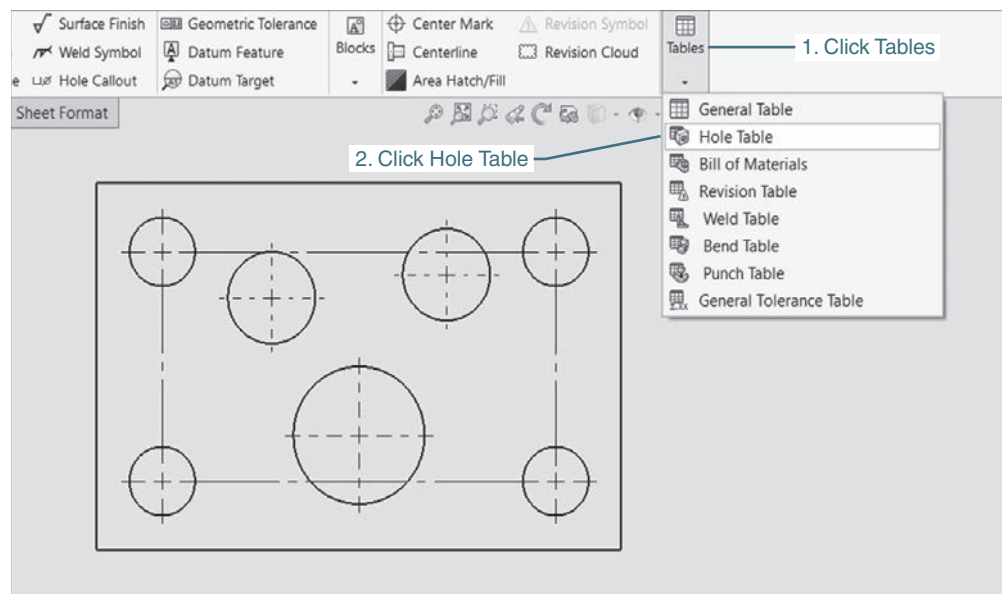 Surface Finish Geometric Tolerance Center Mark Revision Symbol
Weld Symbol Datum Feature Blocks Centerline Revision Cloud Tables 1. Click Tables
e Hole Callout Datum Target Area Hatch/Fill
Sheet Format
General Table
Hole Table
2. Click Hole Table
Bill of Materials
Revision Table
Weld Table
Bend Table
Punch Table
General Tolerance Table